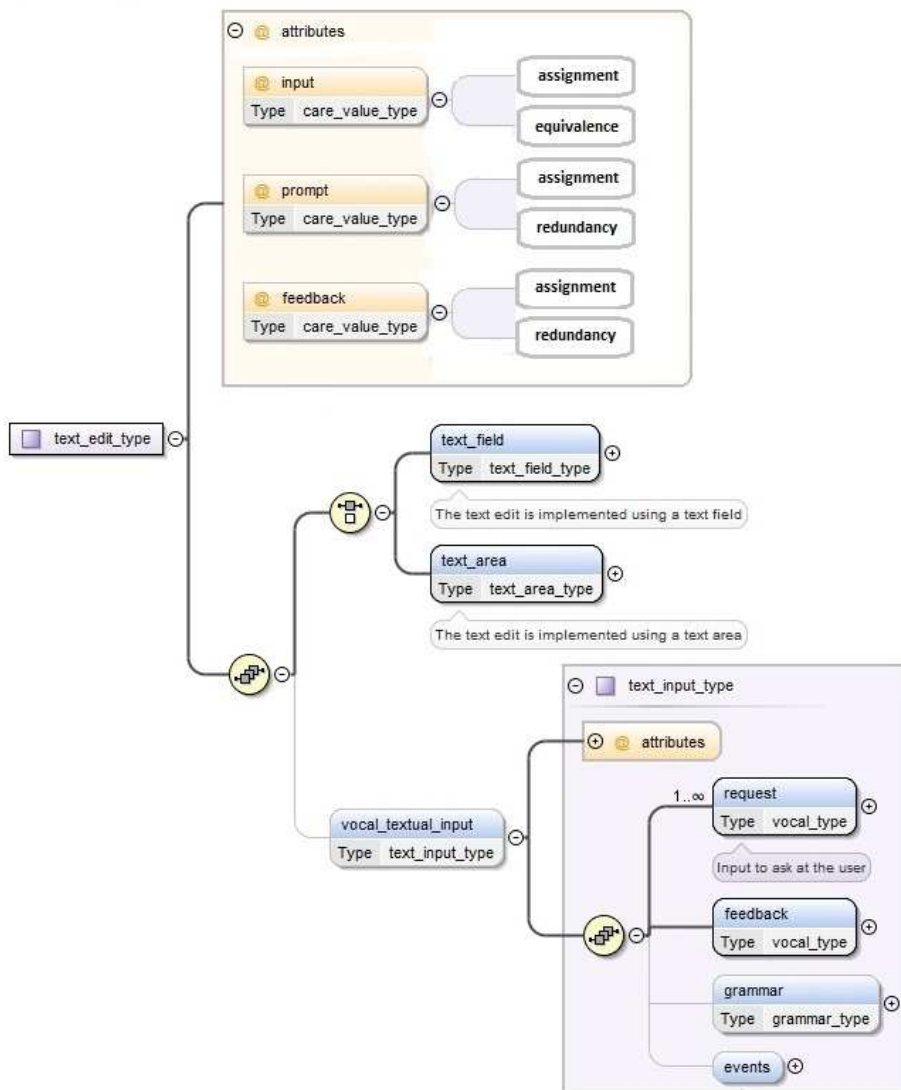 @ attributes
@ input
Type care_value_type
assignment
equivalence
@ prompt
Type care_value_type
assignment
redundancy
@ feedback
Type care_value_type
assignment
redundancy
text_edit_type
text_field
Type text_field_type
The text edit is implemented using a text field
text_area
Type text_area_type
The text edit is implemented using a text area
vocal_textual_input
Type text_input_type
text_input_type
@ attributes
1..∞
request
Type vocal_type
Input to ask at the user
feedback
Type vocal_type
grammar
Type grammar_type
events